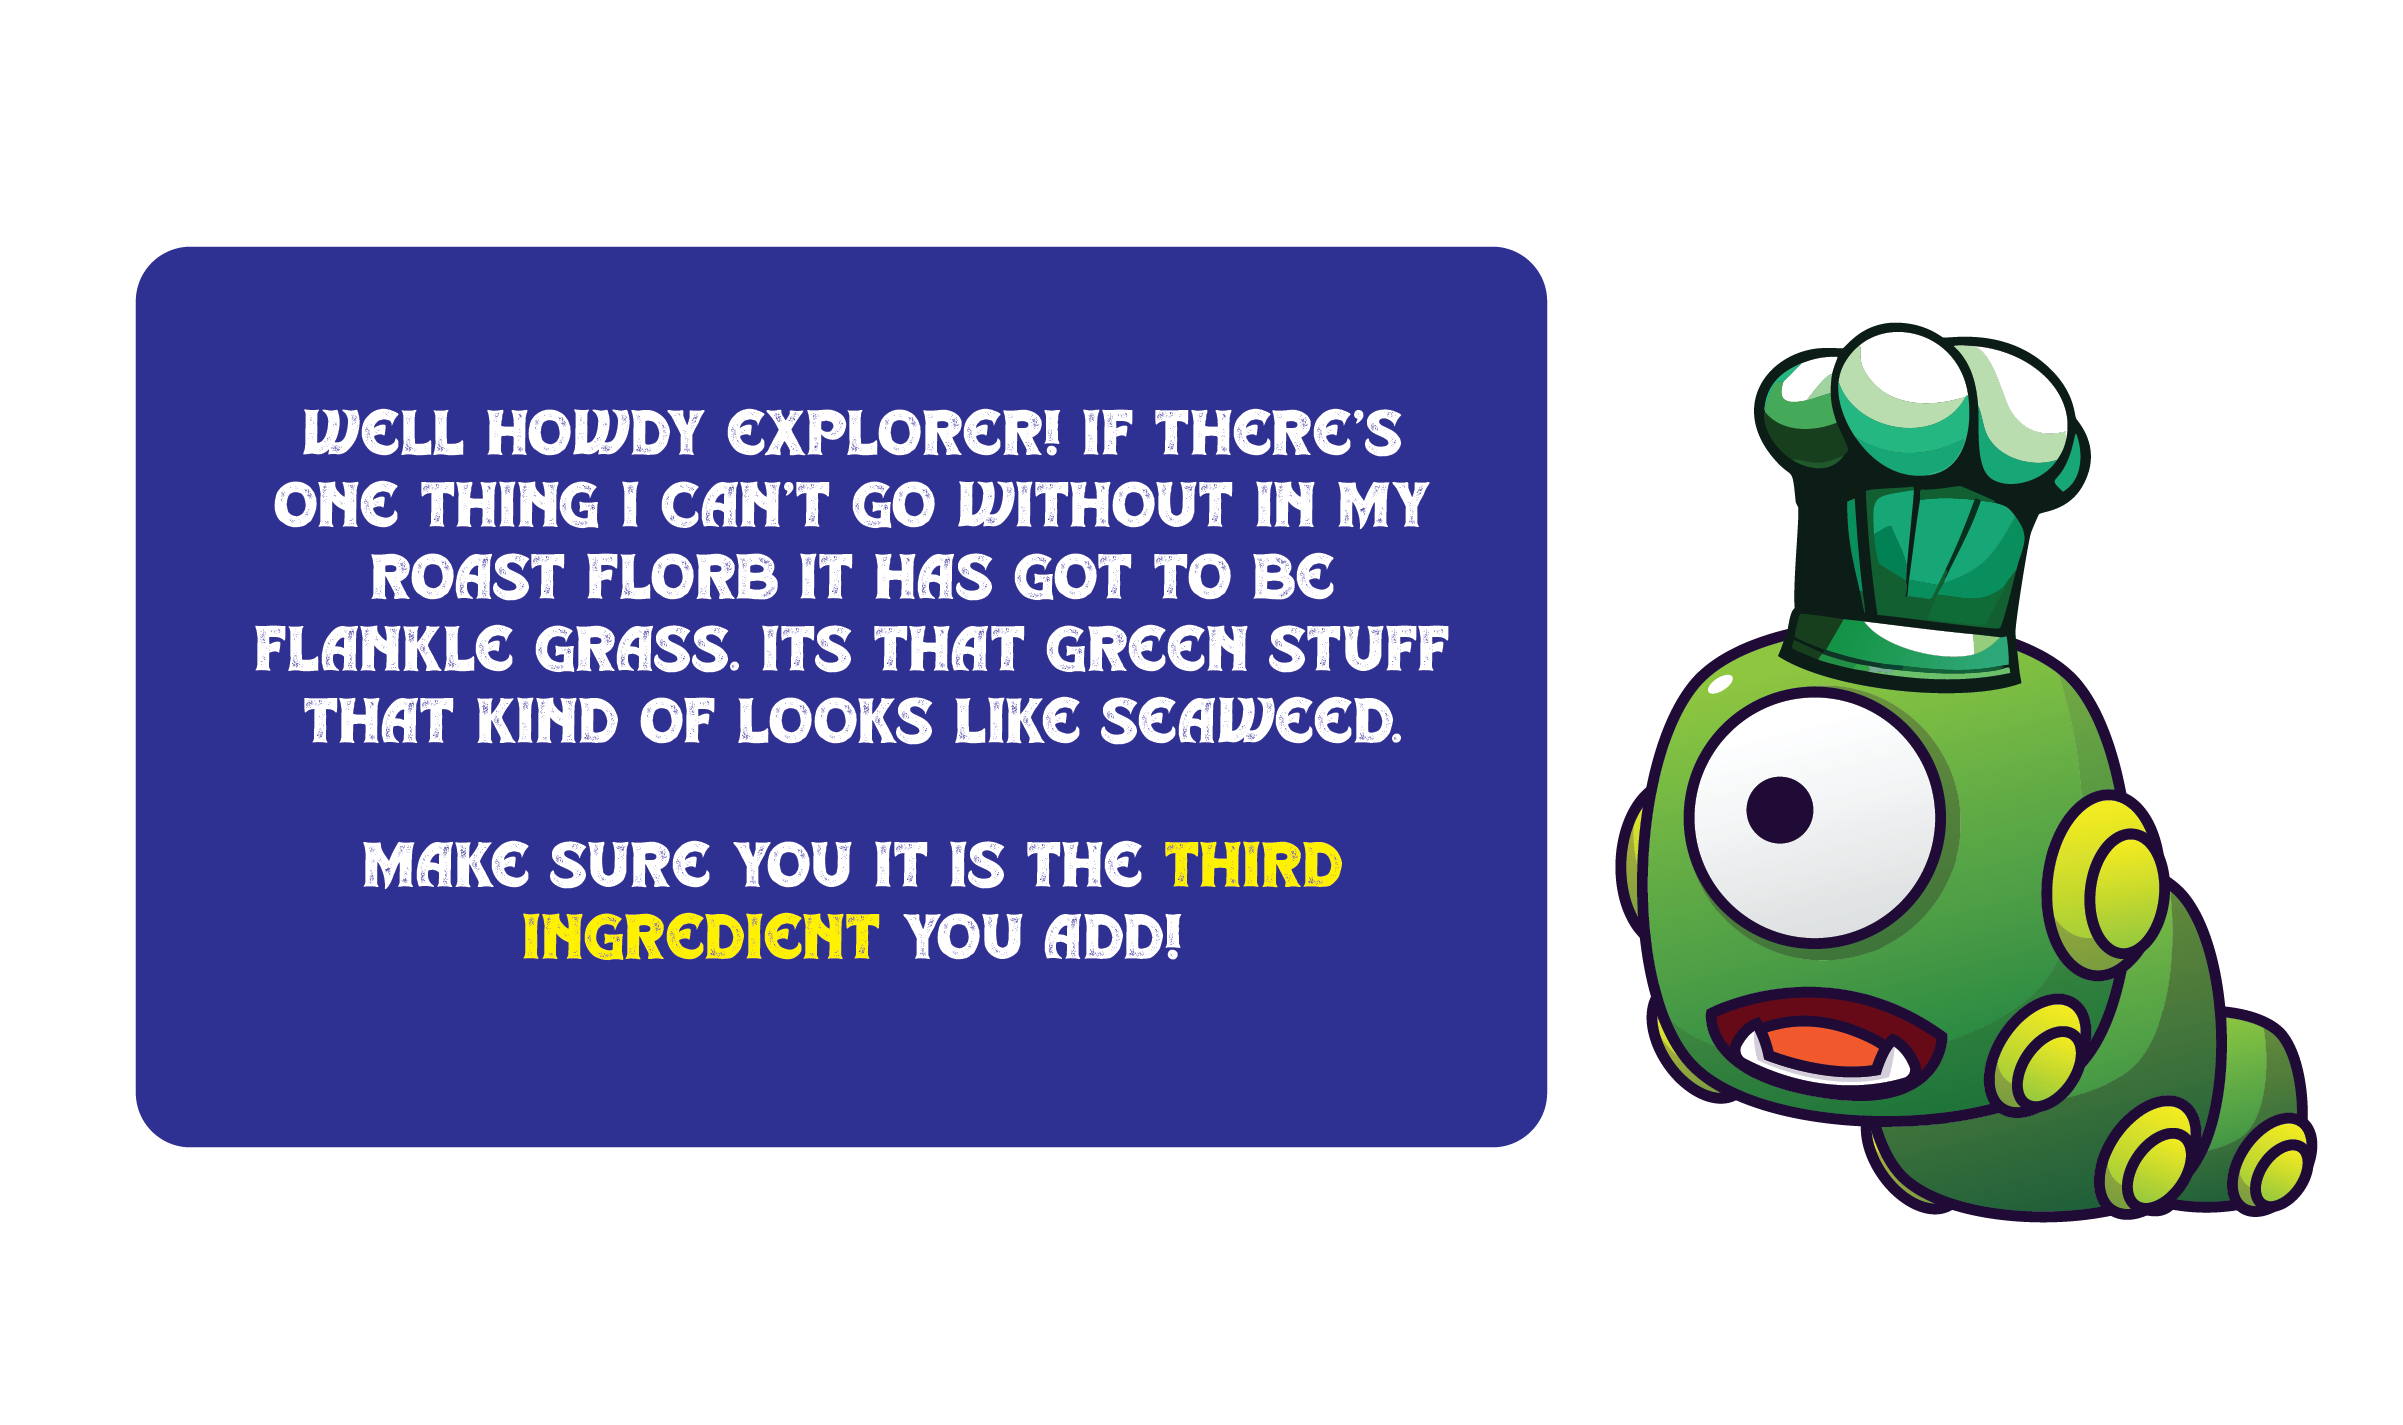 WELL HOWDY EXPLORER! IF THERE'S
ONE THING I CAN'T GO WITHOUT IN MY
ROAST FLORB IT HAS GOT TO BE
FLANKLE GRASS. ITS THAT GREEN STUFF
THAT KIND OF LOOKS LIKE SEAWEED.
MAKE SURE YOU IT IS THE THIRD
INGREDIENT YOU ADD!